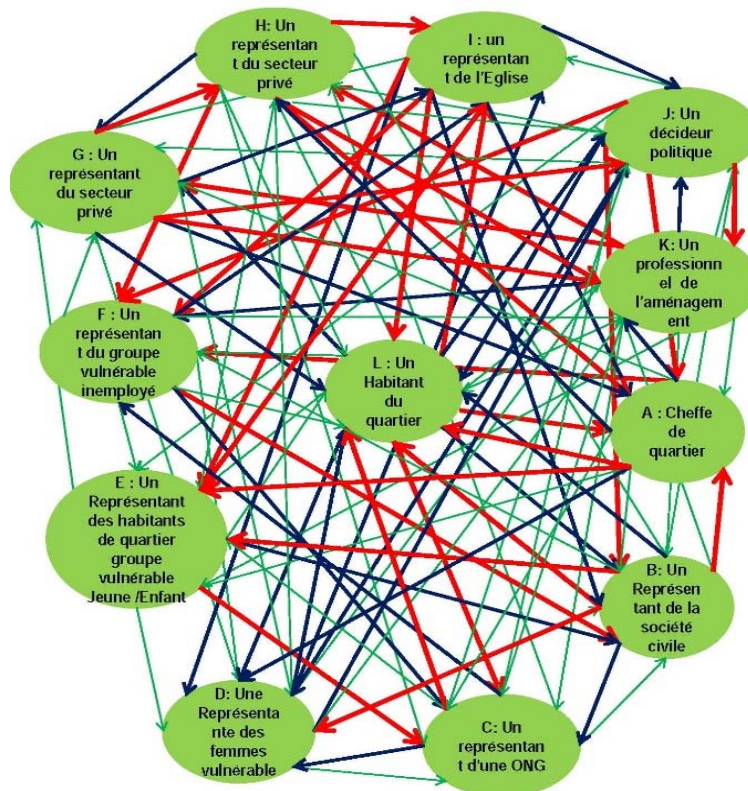 H: Un
représentan
t du secteur
privé
I : un
représentan
t de l'Eglise
J: Un
décideur
politique
G : Un
représentant
du secteur
privé
K: Un
professionn
el de
l'aménagem
ent
F : Un
représentan
t du groupe
vulnérable
inemployé
L : Un
Habitant
du
quartier
A : Cheffe
de
quartier
E : Un
Représentant
des habitants
de quartier
groupe
vulnérable
Jeune /Enfant
B: Un
Représen
tant de la
société
civile
D: Une
Représenta
nte des
femmes
vulnérable
C: Un
représentan
t d'une ONG